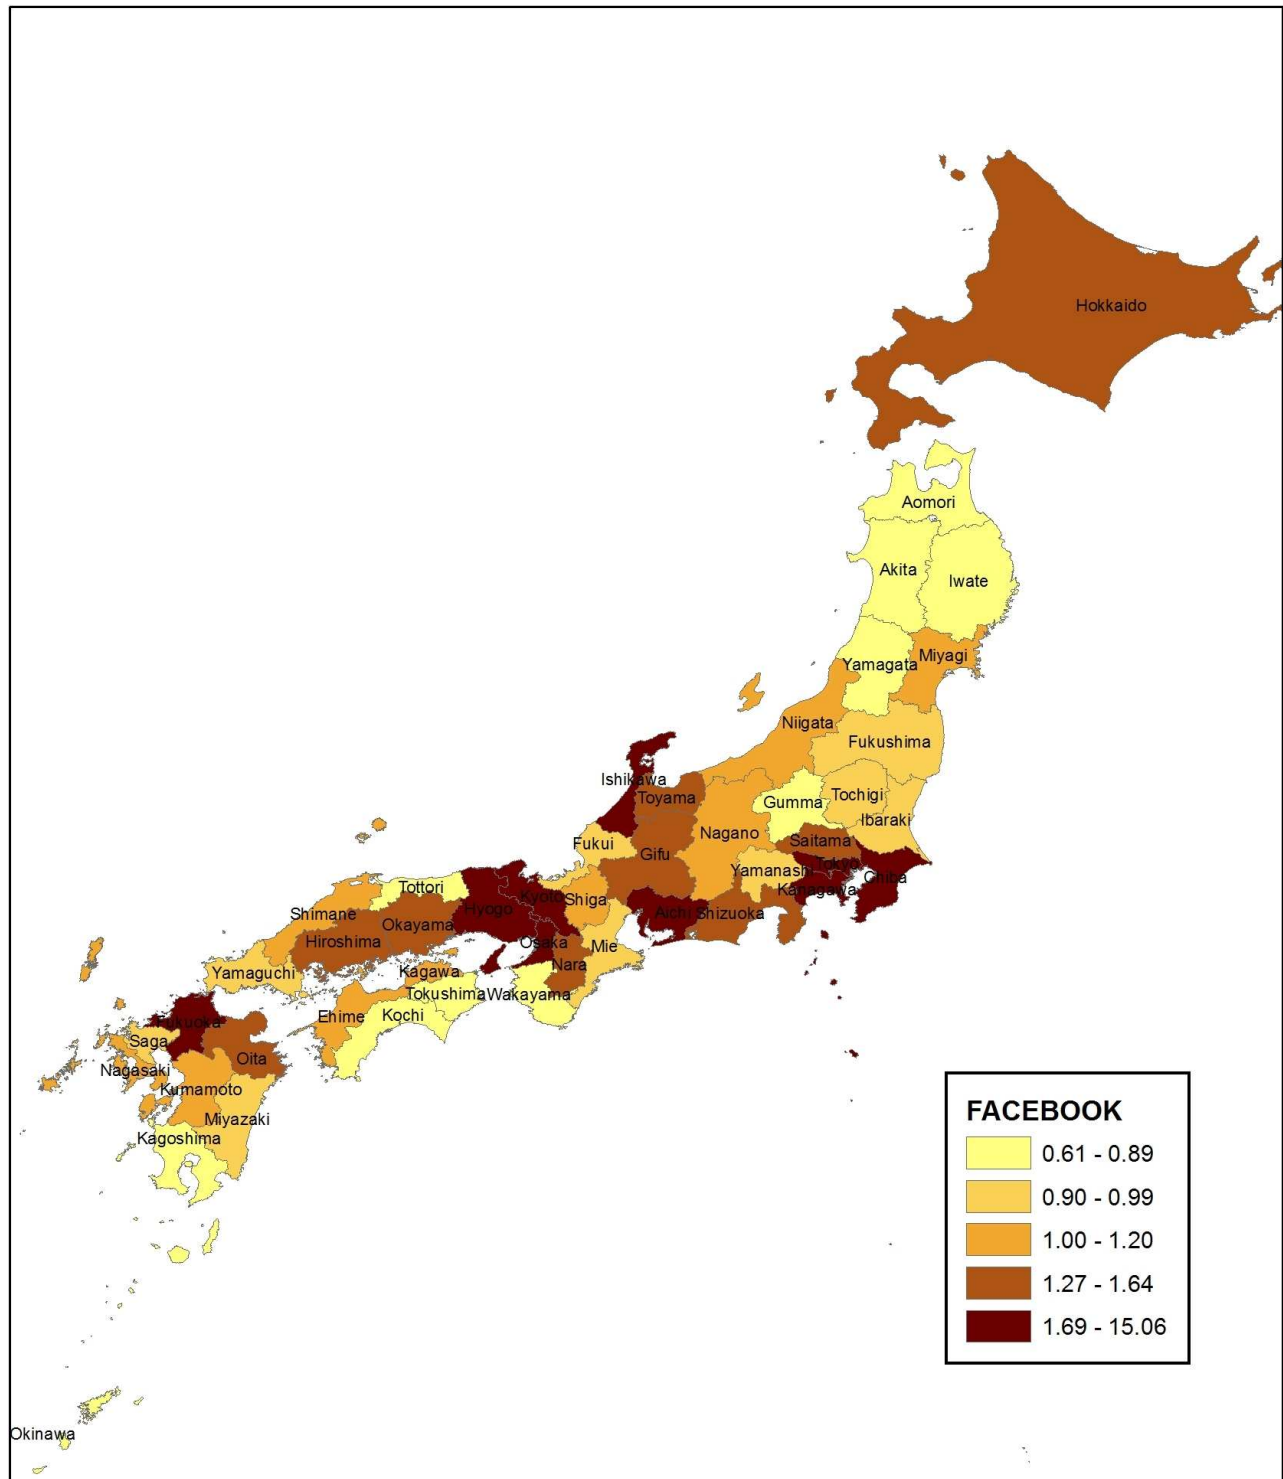 Hokkaido
Aomori
Akita
Iwate
Yamagata
Miyagi
Niigata
Fukushima
Ishikawa
Toyama
Gumma
Tochigi
Ibaraki
Nagano
Saitama
Fukui
Gifu
Yamanashi
Tokyo
Kanagawa
Chiba
Tottori
Kyoto
Shiga
Hyogo
Aichi
Shizuoka
Shimane
Okayama
Hiroshima
Osaka
Mie
Nara
Yamaguchi
Kagawa
Tokushima
Wakayama
Kochi
Ehime
Fukuoka
Saga
Oita
Nagasaki
Kumamoto
Miyazaki
Kagoshima
Okinawa
FACEBOOK
0.61 - 0.89
0.90 - 0.99
1.00 - 1.20
1.27 - 1.64
1.69 - 15.06